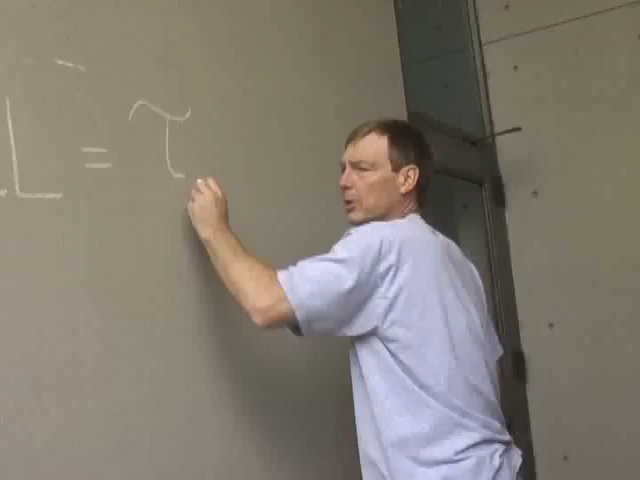 L = τ